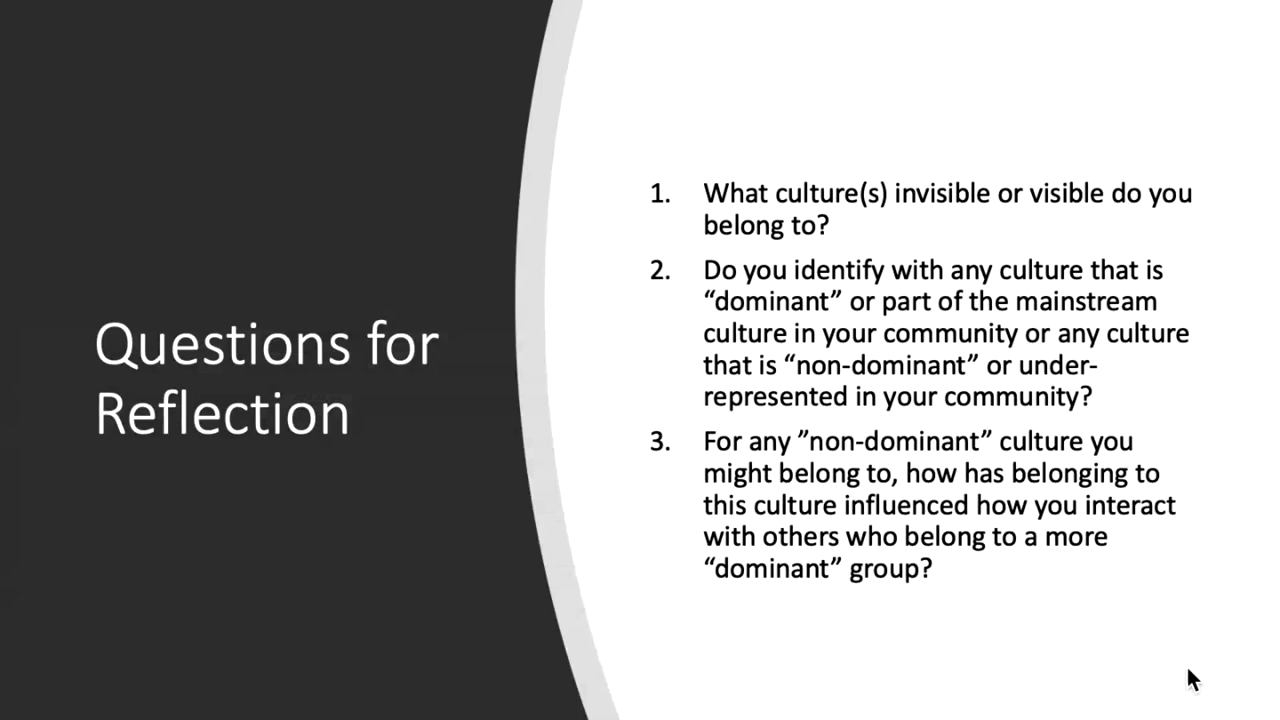 Questions for
Reflection
1. What culture(s) invisible or visible do you
belong to?
2. Do you identify with any culture that is
“dominant” or part of the mainstream
culture in your community or any culture
that is “non-dominant” or under-
represented in your community?
3. For any ”non-dominant” culture you
might belong to, how has belonging to
this culture influenced how you interact
with others who belong to a more
“dominant” group?